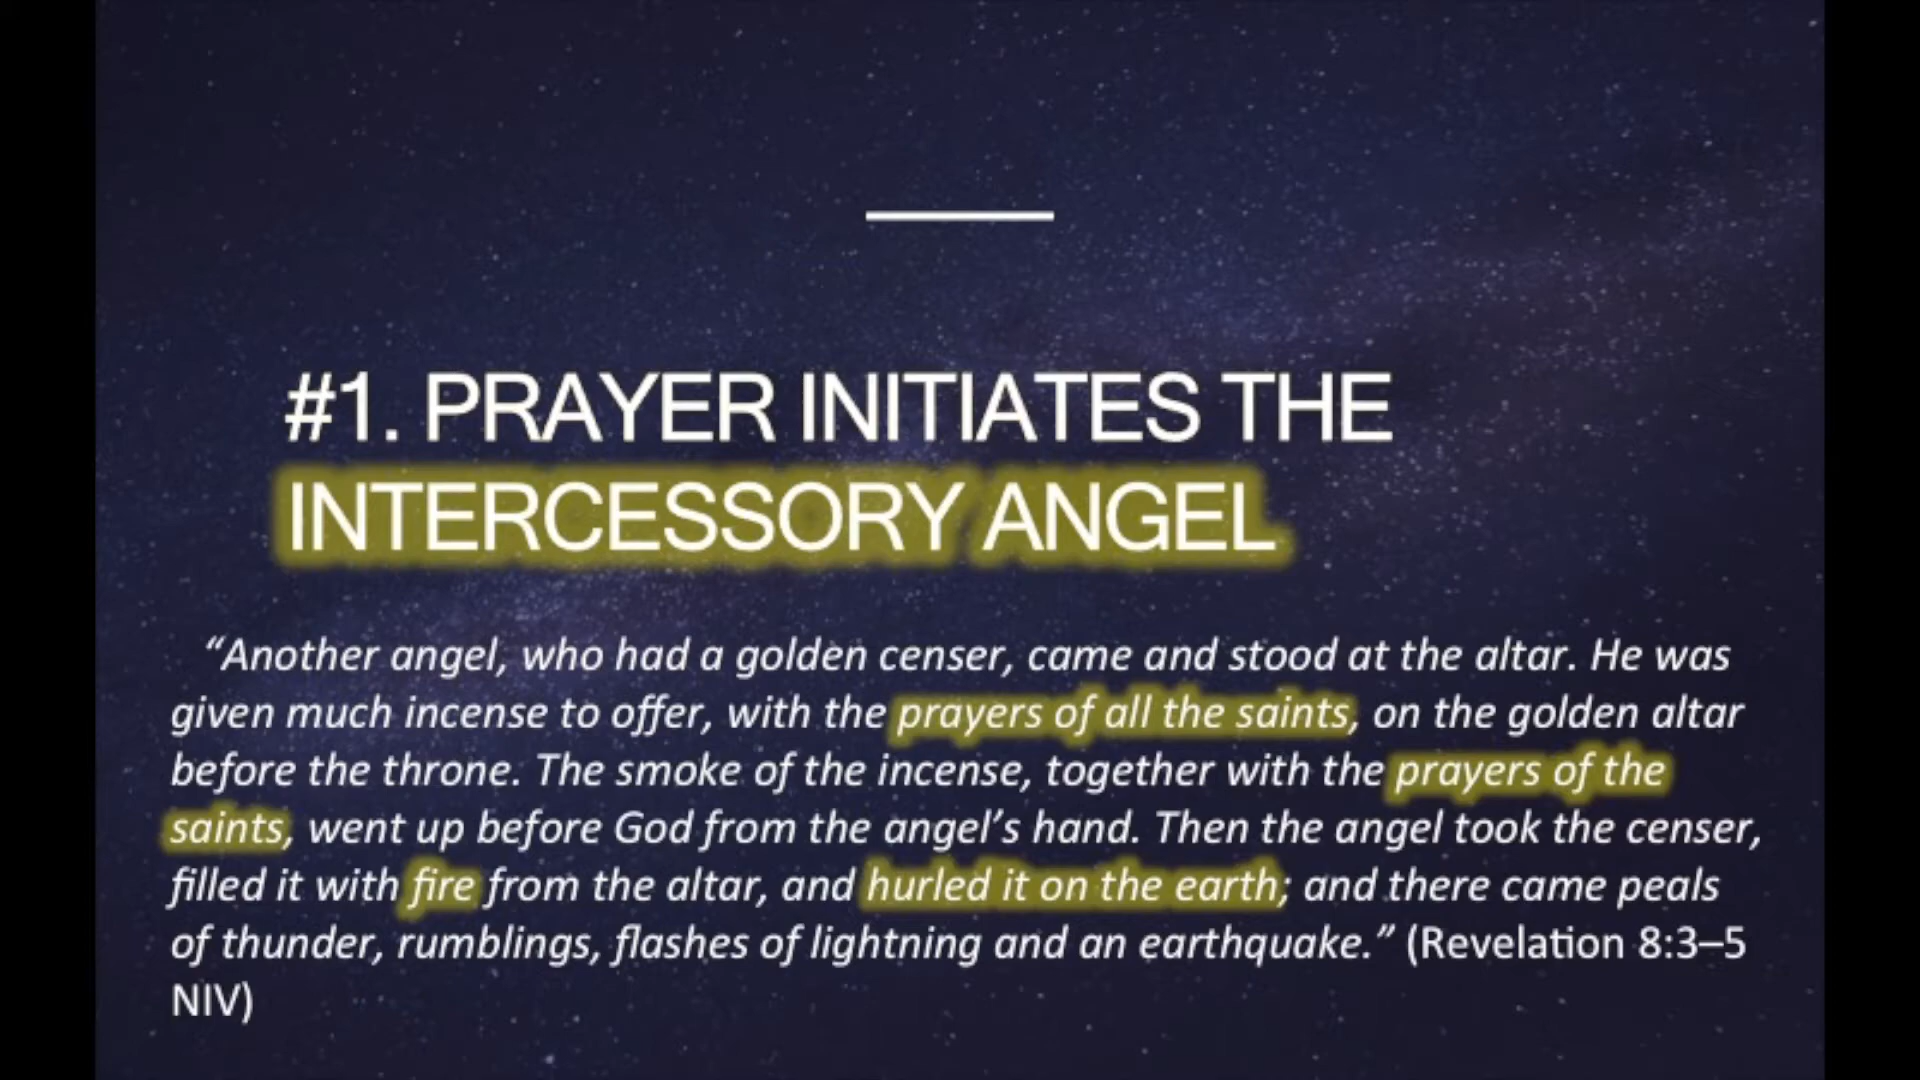 #1. PRAYER INITIATES THE
INTERCESSORY ANGEL
“Another angel, who had a golden censer, came and stood at the altar. He was
given much incense to offer, with the prayers of all the saints, on the golden altar
before the throne. The smoke of the incense, together with the prayers of the
saints, went up before God from the angel’s hand. Then the angel took the censer,
filled it with fire from the altar, and hurled it on the earth; and there came peals
of thunder, rumblings, flashes of lightning and an earthquake.” (Revelation 8:3–5
NIV)